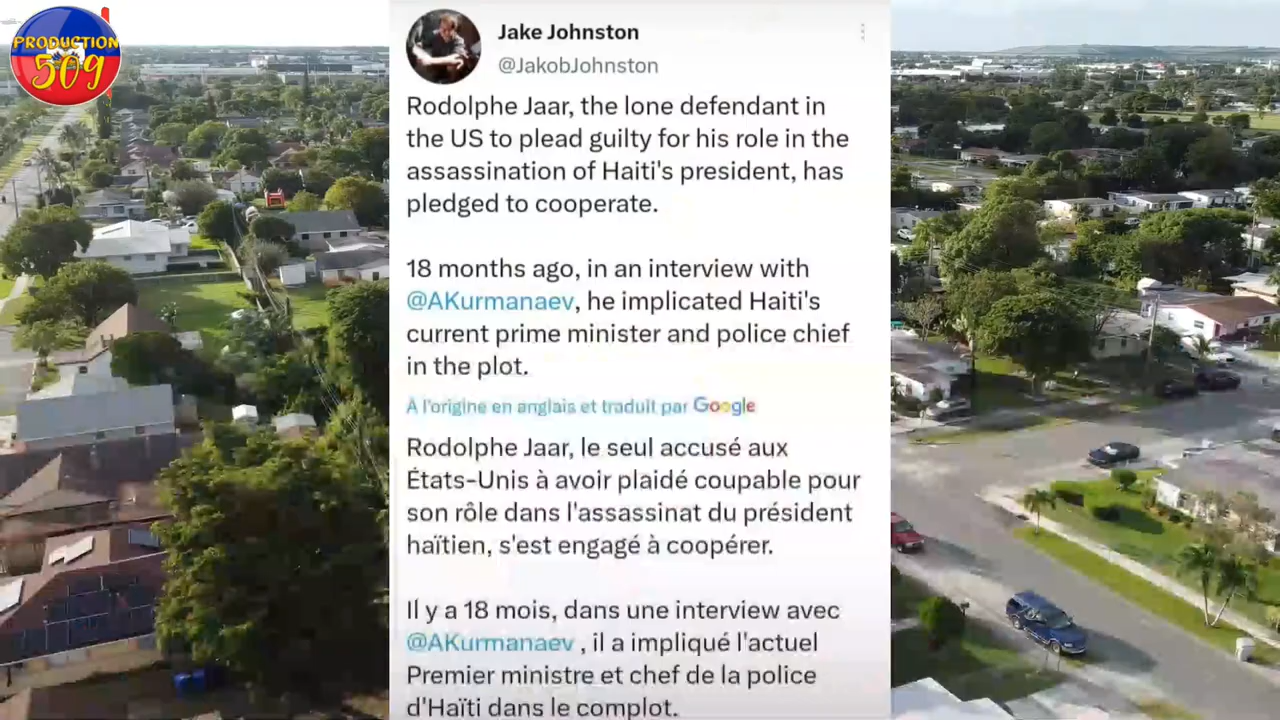 PRODUCTION
509
Jake Johnston
@JakobJohnston
Rodolphe Jaar, the lone defendant in
the US to plead guilty for his role in the
assassination of Haiti's president, has
pledged to cooperate.
18 months ago, in an interview with
@AKurmanaev, he implicated Haiti's
current prime minister and police chief
in the plot.
À l'origine en anglais et traduit par Google
Rodolphe Jaar, le seul accusé aux
États-Unis à avoir plaidé coupable pour
son rôle dans l'assassinat du président
haïtien, s'est engagé à coopérer.
Il y a 18 mois, dans une interview avec
@AKurmanaev , il a impliqué l'actuel
Premier ministre et chef de la police
d'Haïti dans le complot.